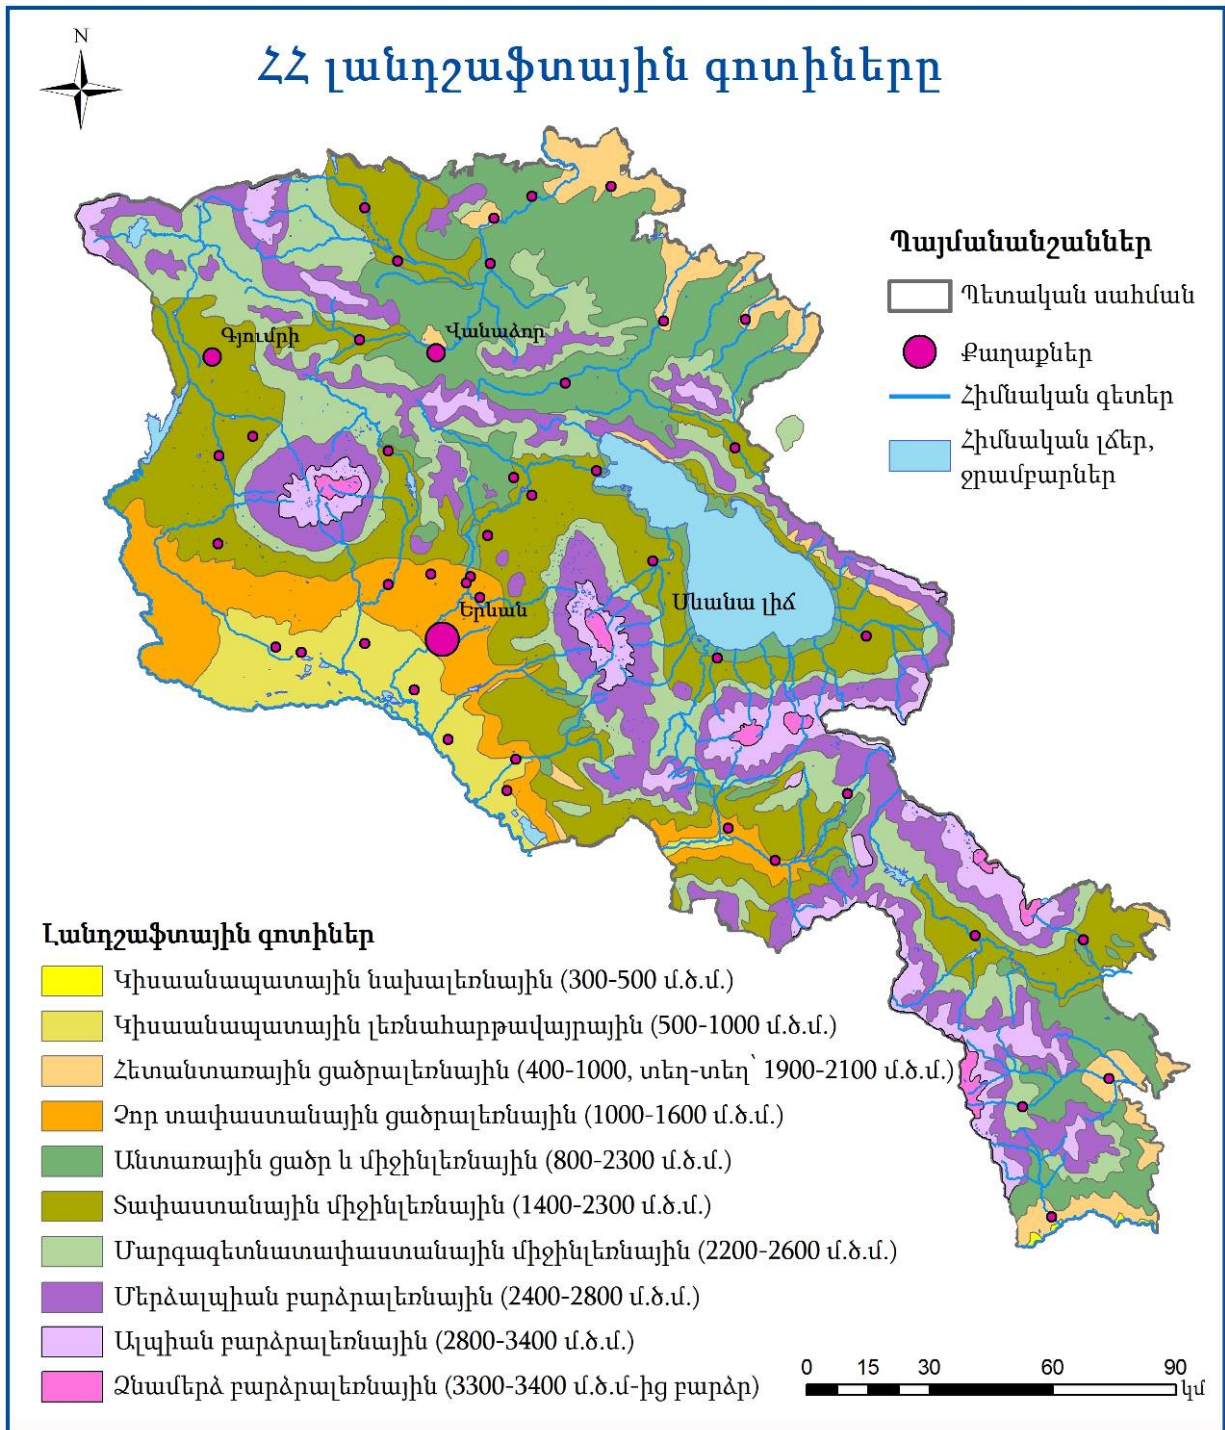 N
ՀՀ լանդշաֆտային գոտիները
Պայմանանշաններ
Պետական սահման
Քաղաքներ
Հիմնական գետեր
Հիմնական լճեր,
ջրամբարներ
Գյումրի
Վանաձոր
Երևան
Սևանա լիճ
Լանդշաֆտային գոտիներ
Կիսաանապատային նախալեռնային (300-500 մ.ծ.մ.)
Կիսաանապատային լեռնահարթավայրային (500-1000 մ.ծ.մ.)
Հետանտառային ցածրալեռնային (400-1000, տեղ-տեղ՝ 1900-2100 մ.ծ.մ.)
Չոր տափաստանային ցածրալեռնային (1000-1600 մ.ծ.մ.)
Անտառային ցածր և միջինլեռնային (800-2300 մ.ծ.մ.)
Տափաստանային միջինլեռնային (1400-2300 մ.ծ.մ.)
Մարգագետնատափաստանային միջինլեռնային (2200-2600 մ.ծ.մ.)
Մերձալպիան բարձրալեռնային (2400-2800 մ.ծ.մ.)
Ալպիան բարձրալեռնային (2800-3400 մ.ծ.մ.)
Ձնամերձ բարձրալեռնային (3300-3400 մ.ծ.մ-ից բարձր)
0 15 30 60 90
կմ